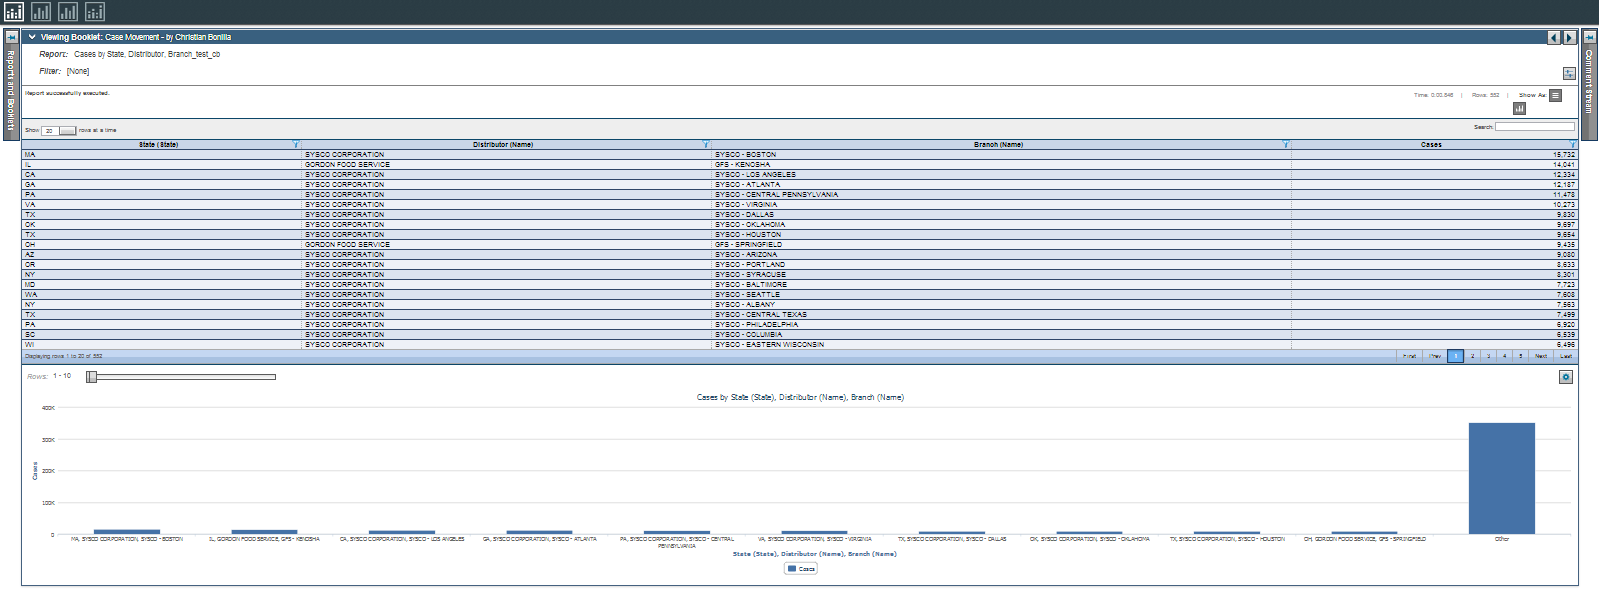 Viewing Booklet: Case Movement - by Christian Bonilla
Report: Cases by State, Distributor, Branch_test_cb
Filter: [None]
Reports and Booklets
Comment Stream
Report successfully executed.
Rows: 352 | Show As:
Show 20 rows at a time
Search:
State (State) Distributor (Name) Branch (Name) Cases
MA SYSCO CORPORATION SYSCO - BOSTON 15,732
IL GORDON FOOD SERVICE GFS - KENOSHA 14,041
CA SYSCO CORPORATION SYSCO - LOS ANGELES 12,334
GA SYSCO CORPORATION SYSCO - ATLANTA 12,187
PA SYSCO CORPORATION SYSCO - CENTRAL PENNSYLVANIA 11,478
VA SYSCO CORPORATION SYSCO - VIRGINIA 10,273
TX SYSCO CORPORATION SYSCO - DALLAS 9,830
OK SYSCO CORPORATION SYSCO - OKLAHOMA 9,697
TX SYSCO CORPORATION SYSCO - HOUSTON 9,654
OH GORDON FOOD SERVICE GFS - SPRINGFIELD 9,435
AZ SYSCO CORPORATION SYSCO - ARIZONA 9,080
OR SYSCO CORPORATION SYSCO - PORTLAND 8,633
NY SYSCO CORPORATION SYSCO - SYRACUSE 8,301
MD SYSCO CORPORATION SYSCO - BALTIMORE 7,723
WA SYSCO CORPORATION SYSCO - SEATTLE 7,608
NY SYSCO CORPORATION SYSCO - ALBANY 7,563
TX SYSCO CORPORATION SYSCO - CENTRAL TEXAS 7,499
PA SYSCO CORPORATION SYSCO - PHILADELPHIA 6,920
SC SYSCO CORPORATION SYSCO - COLUMBIA 6,539
WI SYSCO CORPORATION SYSCO - EASTERN WISCONSIN 6,496
Displaying rows 1 to 20 of 352 First Prev 1 2 3 4 5 Next Last
Rows: 1 - 10
Cases by State (State), Distributor (Name), Branch (Name)
400K
300K
200K
100K
0
Cases
MA, SYSCO CORPORATION, SYSCO - BOSTON
IL, GORDON FOOD SERVICE, GFS - KENOSHA
CA, SYSCO CORPORATION, SYSCO - LOS ANGELES
GA, SYSCO CORPORATION, SYSCO - ATLANTA
PA, SYSCO CORPORATION, SYSCO - CENTRAL
PENNSYLVANIA
VA, SYSCO CORPORATION, SYSCO - VIRGINIA
TX, SYSCO CORPORATION, SYSCO - DALLAS
OK, SYSCO CORPORATION, SYSCO - OKLAHOMA
TX, SYSCO CORPORATION, SYSCO - HOUSTON
OH, GORDON FOOD SERVICE, GFS - SPRINGFIELD
Other
State (State), Distributor (Name), Branch (Name)
Cases